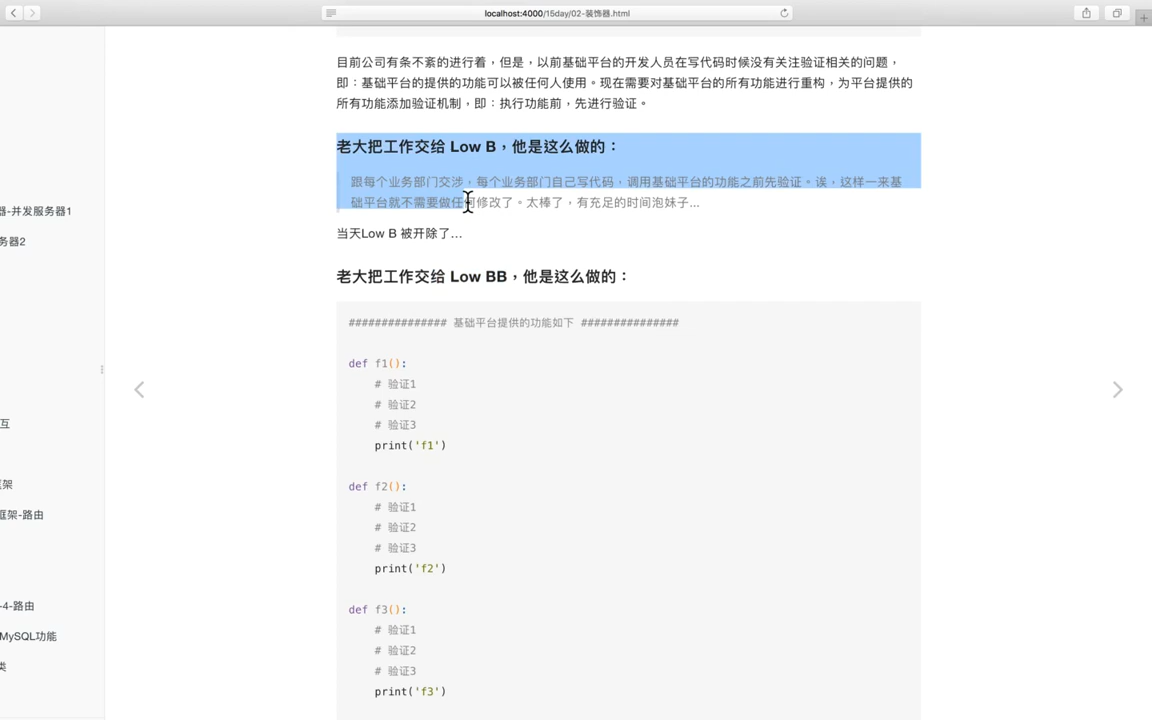 localhost:4000/15day/02-装饰器.html
目前公司有条不紊的进行着，但是，以前基础平台的开发人员在写代码时候没有关注验证相关的问题，
即：基础平台的提供的功能可以被任何人使用。现在需要对基础平台的所有功能进行重构，为平台提供的
所有功能添加验证机制，即：执行功能前，先进行验证。
老大把工作交给 Low B，他是这么做的：
跟每个业务部门交涉，每个业务部门自己写代码，调用基础平台的功能之前先验证。诶，这样一来基
础平台就不需要做任何修改了。太棒了，有充足的时间泡妹子...
当天Low B 被开除了...
老大把工作交给 Low BB，他是这么做的：
############### 基础平台提供的功能如下 ###############
def f1():
# 验证1
# 验证2
# 验证3
print('f1')
def f2():
# 验证1
# 验证2
# 验证3
print('f2')
def f3():
# 验证1
# 验证2
# 验证3
print('f3')
器-并发服务器1
务器2
互
框架
框架-路由
-4-路由
MySQL功能
类